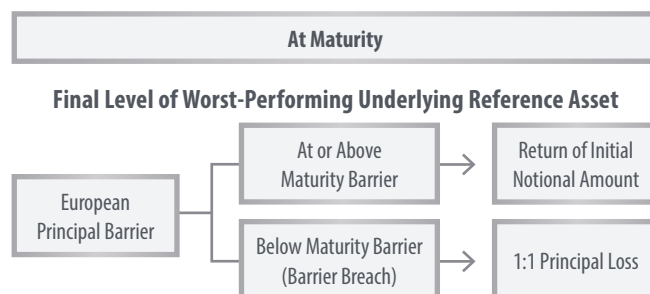 At Maturity
Final Level of Worst-Performing Underlying Reference Asset
European
Principal Barrier
At or Above
Maturity Barrier
Return of Initial
Notional Amount
Below Maturity Barrier
(Barrier Breach)
1:1 Principal Loss